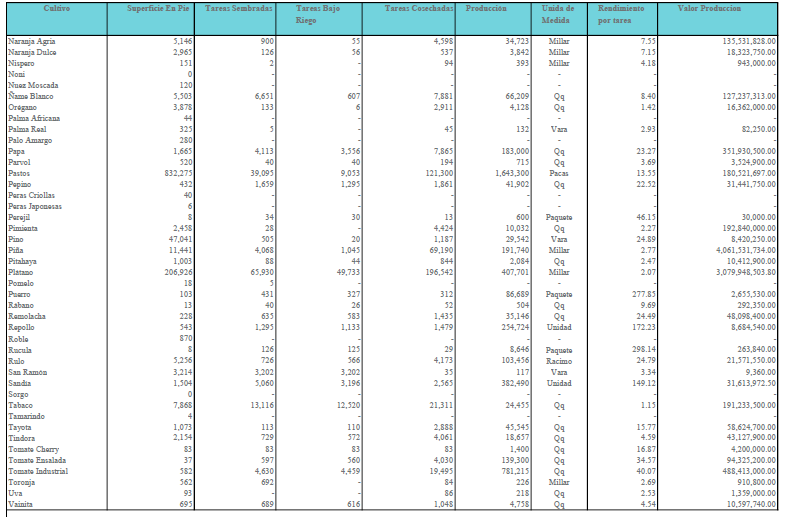 Cultivo Superficie En Pie Tareas Sembradas Tareas Bajo Riego Tareas Cosechadas Produccion Unida de Medida Rendimiento por tarea Valor Produccion
Naranja Agria 5,146 900 55 4,598 34,723 Millar 7.55 135,531,828.00
Naranja Dulce 2,965 126 56 537 3,842 Millar 7.15 18,323,750.00
Nispero 151 2 - 94 393 Millar 4.18 943,000.00
Noni 0 - - - - - - -
Nuez Moscada 120 - - - - - - -
Ñame Blanco 5,503 6,651 607 7,881 66,209 Qq 8.40 127,237,313.00
Orégano 3,878 133 6 2,911 4,128 Qq 1.42 16,362,000.00
Palma Africana 44 - - - - - - -
Palma Real 325 5 - 45 132 Vara 2.93 82,250.00
Palo Amargo 280 - - - - - - -
Papa 1,665 4,113 3,556 7,865 183,000 Qq 23.27 351,930,500.00
Parvol 520 40 40 194 715 Qq 3.69 3,524,900.00
Pastos 832,275 39,095 9,053 121,300 1,643,300 Pacas 13.55 180,521,697.00
Pepino 432 1,659 1,295 1,861 41,902 Qq 22.52 31,441,750.00
Peras Criollas 40 - - - - - - -
Peras Japonesas 6 - - - - - - -
Perejil 8 34 30 13 600 Paquete 46.15 30,000.00
Pimienta 2,458 28 - 4,424 10,032 Qq 2.27 192,840,000.00
Pino 47,041 505 20 1,187 29,542 Vara 24.89 8,420,250.00
Piña 11,441 4,068 1,045 69,190 191,740 Millar 2.77 4,061,531,734.00
Pitahaya 1,003 88 44 844 2,084 Qq 2.47 10,412,900.00
Plátano 206,926 65,930 49,733 196,542 407,701 Millar 2.07 3,079,948,503.80
Pomelo 18 5 - - - - - -
Puerro 103 431 327 312 86,689 Paquete 277.85 2,655,530.00
Rábano 13 40 26 52 504 Qq 9.69 292,350.00
Remolacha 228 635 583 1,435 35,146 Qq 24.49 48,098,400.00
Repollo 543 1,295 1,133 1,479 254,724 Unidad 172.23 8,684,540.00
Roble 870 - - - - - - -
Rucula 8 126 125 29 8,646 Paquete 298.14 263,840.00
Rulo 5,256 726 566 4,173 103,456 Racimo 24.79 21,571,550.00
San Ramón 3,214 3,202 3,202 35 117 Vara 3.34 9,360.00
Sandía 1,504 5,060 3,196 2,565 382,490 Unidad 149.12 31,613,972.50
Sorgo 0 - - - - - - -
Tabaco 7,868 13,116 12,520 21,311 24,455 Qq 1.15 191,233,500.00
Tamarindo 4 - - - - - - -
Tayota 1,073 113 110 2,888 45,545 Qq 15.77 58,624,700.00
Tindora 2,154 729 572 4,061 18,657 Qq 4.59 43,127,900.00
Tomate Cherry 83 83 83 83 1,400 Qq 16.87 4,200,000.00
Tomate Ensalada 37 597 560 4,030 139,300 Qq 34.57 94,325,200.00
Tomate Industrial 582 4,630 4,459 19,495 781,215 Qq 40.07 488,413,000.00
Toronja 562 692 - 84 226 Millar 2.69 910,800.00
Uva 93 - - 86 218 Qq 2.53 1,359,000.00
Vainita 695 689 616 1,048 4,758 Qq 4.54 10,597,740.00